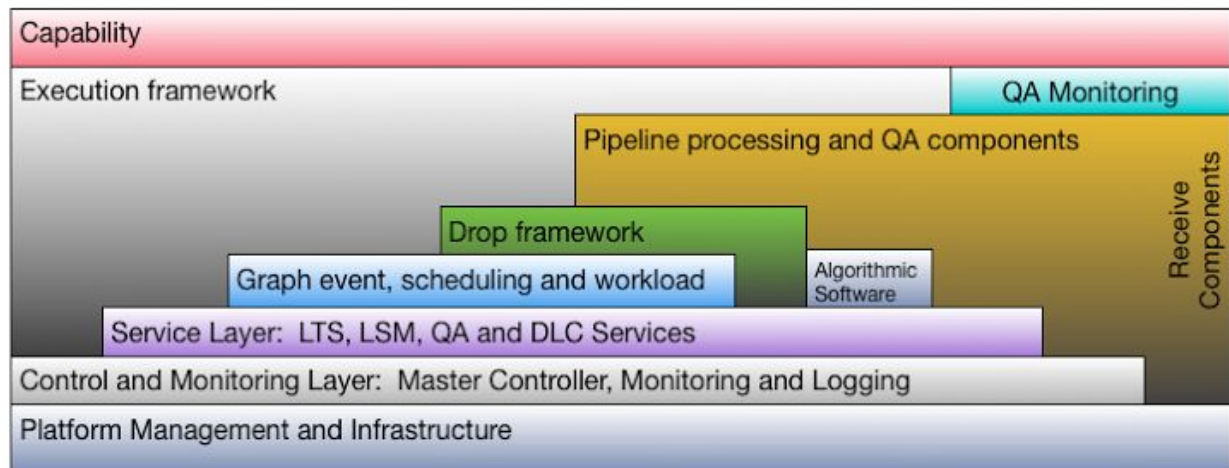 Capability
Execution framework
QA Monitoring
Pipeline processing and QA components
Receive
Components
Drop framework
Graph event, scheduling and workload
Algorithmic
Software
Service Layer:  LTS, LSM, QA and DLC Services
Control and Monitoring Layer:  Master Controller, Monitoring and Logging
Platform Management and Infrastructure